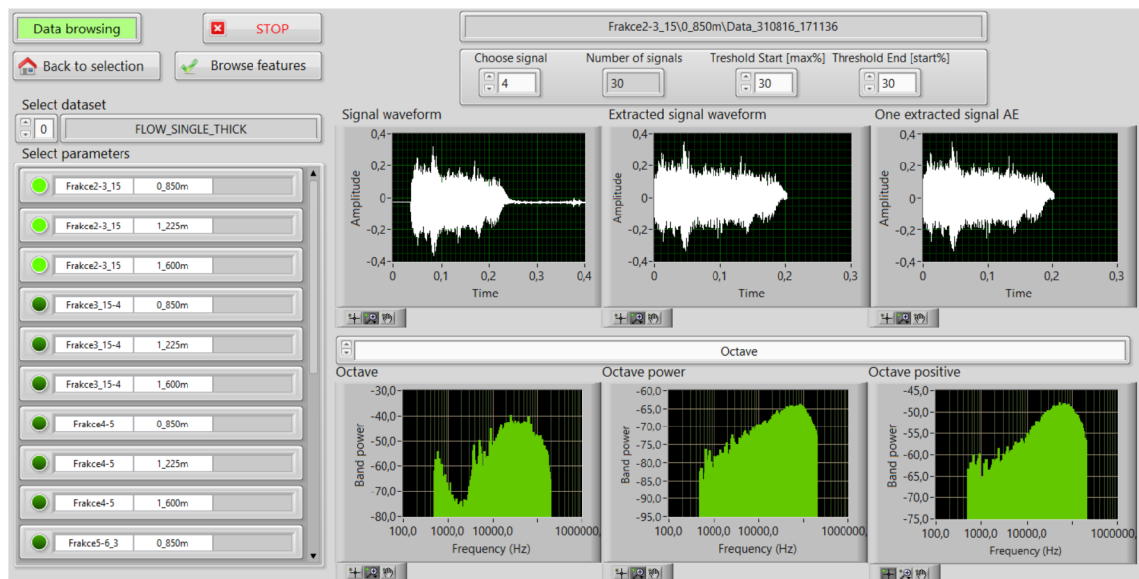 Data browsing
STOP
Back to selection
Browse features
Select dataset
0
FLOW_SINGLE_THICK
Select parameters
Frakce2-3_15 0_850m
Frakce2-3_15 1_225m
Frakce2-3_15 1_600m
Frakce3_15-4 0_850m
Frakce3_15-4 1_225m
Frakce3_15-4 1_600m
Frakce4-5 0_850m
Frakce4-5 1_225m
Frakce4-5 1_600m
Frakce5-6_3 0_850m
Frakce2-3_15\0_850m\Data_310816_171136
Choose signal
4
Number of signals
30
Treshold Start [max%]
30
Threshold End [start%]
30
Signal waveform
Amplitude
0,4-
0,2-
0-
-0,2-
-0,4-
0 0,1 0,2 0,3 0,4
Time
Extracted signal waveform
Amplitude
0,4-
0,2-
0-
-0,2-
-0,4-
0 0,1 0,2 0,3
Time
One extracted signal AE
Amplitude
0,4-
0,2-
0-
-0,2-
-0,4-
0 0,1 0,2 0,3
Time
Octave
Octave
Band power
-30,0-
-40,0-
-50,0-
-60,0-
-70,0-
-80,0-
100,0 1000,0 10000,0 1000000,
Frequency (Hz)
Octave power
Band power
-60,0-
-65,0-
-70,0-
-75,0-
-80,0-
-85,0-
-90,0-
-95,0-
100,0 1000,0 10000,0 1000000,
Frequency (Hz)
Octave positive
Band power
-45,0-
-50,0-
-55,0-
-60,0-
-65,0-
-70,0-
-75,0-
100,0 1000,0 10000,0 1000000,
Frequency (Hz)